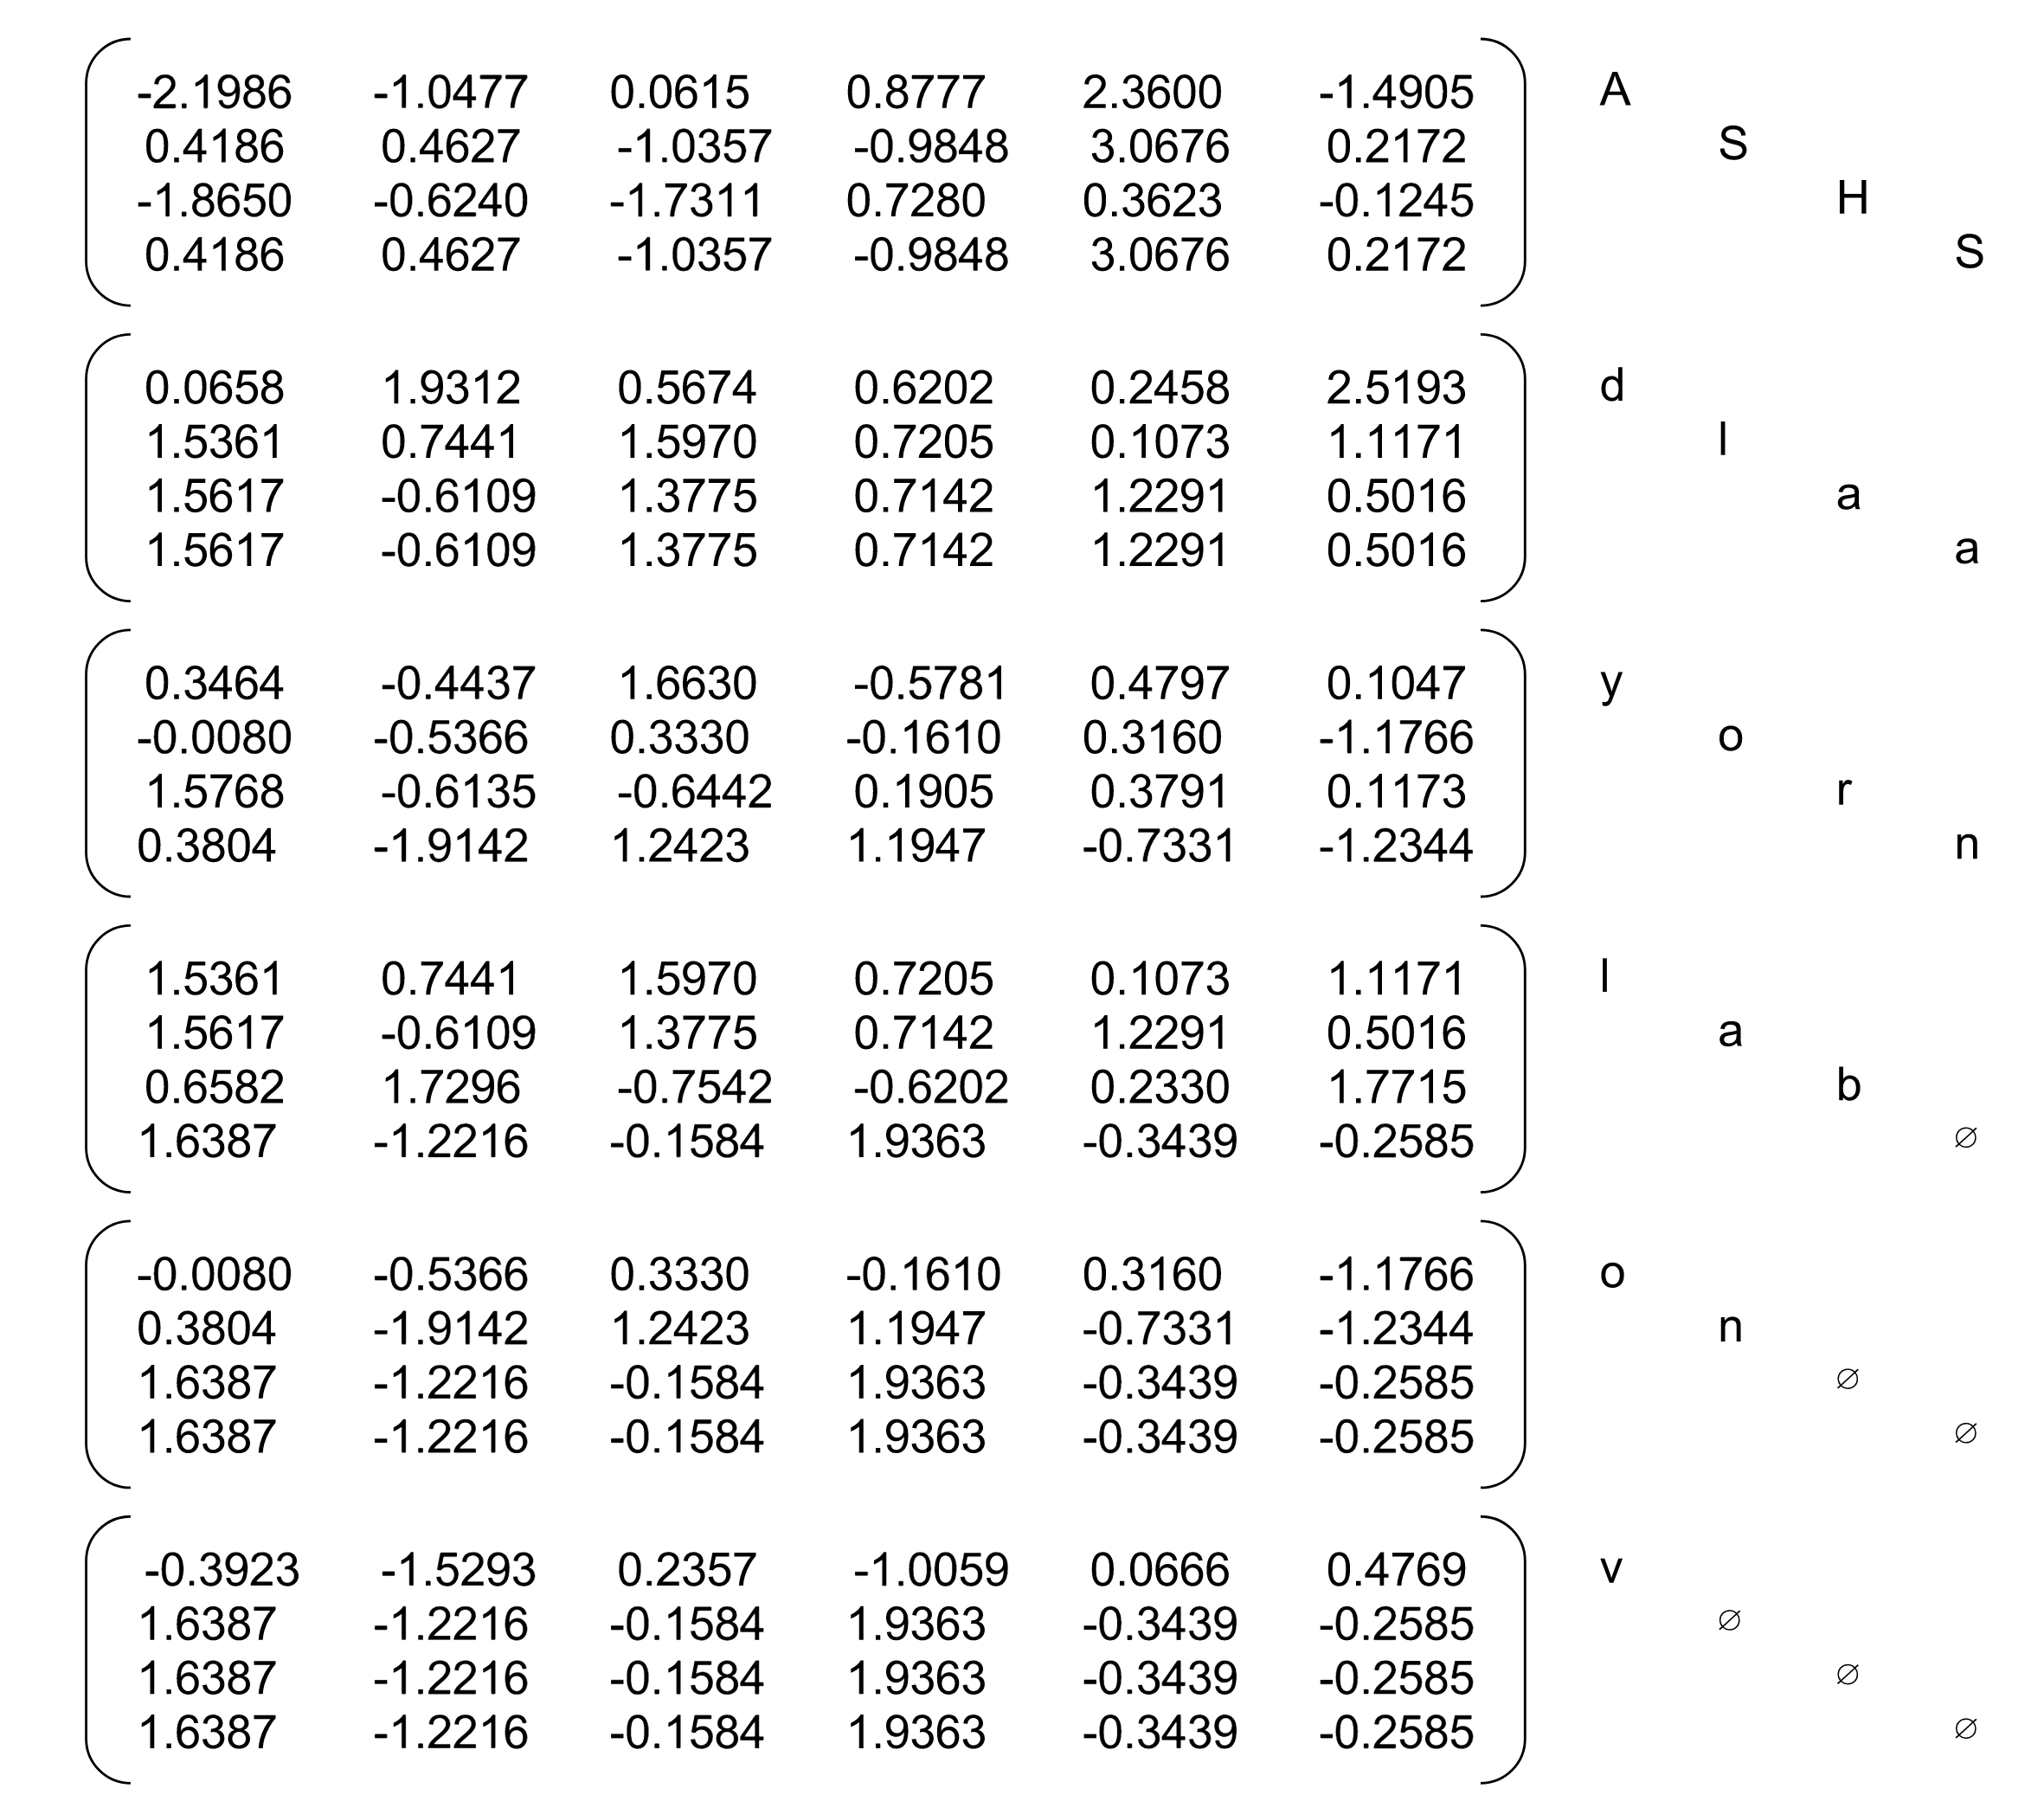 -2.1986 -1.0477 0.0615 0.8777 2.3600 -1.4905 A
0.4186 0.4627 -1.0357 -0.9848 3.0676 0.2172 S
-1.8650 -0.6240 -1.7311 0.7280 0.3623 -0.1245 H
0.4186 0.4627 -1.0357 -0.9848 3.0676 0.2172 S
0.0658 1.9312 0.5674 0.6202 0.2458 2.5193 d
1.5361 0.7441 1.5970 0.7205 0.1073 1.1171 l
1.5617 -0.6109 1.3775 0.7142 1.2291 0.5016 a
1.5617 -0.6109 1.3775 0.7142 1.2291 0.5016 a
0.3464 -0.4437 1.6630 -0.5781 0.4797 0.1047 y
-0.0080 -0.5366 0.3330 -0.1610 0.3160 -1.1766 o
1.5768 -0.6135 -0.6442 0.1905 0.3791 0.1173 r
0.3804 -1.9142 1.2423 1.1947 -0.7331 -1.2344 n
1.5361 0.7441 1.5970 0.7205 0.1073 1.1171 l
1.5617 -0.6109 1.3775 0.7142 1.2291 0.5016 a
0.6582 1.7296 -0.7542 -0.6202 0.2330 1.7715 b
1.6387 -1.2216 -0.1584 1.9363 -0.3439 -0.2585 ∅
-0.0080 -0.5366 0.3330 -0.1610 0.3160 -1.1766 o
0.3804 -1.9142 1.2423 1.1947 -0.7331 -1.2344 n
1.6387 -1.2216 -0.1584 1.9363 -0.3439 -0.2585 ∅
1.6387 -1.2216 -0.1584 1.9363 -0.3439 -0.2585 ∅
-0.3923 -1.5293 0.2357 -1.0059 0.0666 0.4769 v
1.6387 -1.2216 -0.1584 1.9363 -0.3439 -0.2585 ∅
1.6387 -1.2216 -0.1584 1.9363 -0.3439 -0.2585 ∅
1.6387 -1.2216 -0.1584 1.9363 -0.3439 -0.2585 ∅